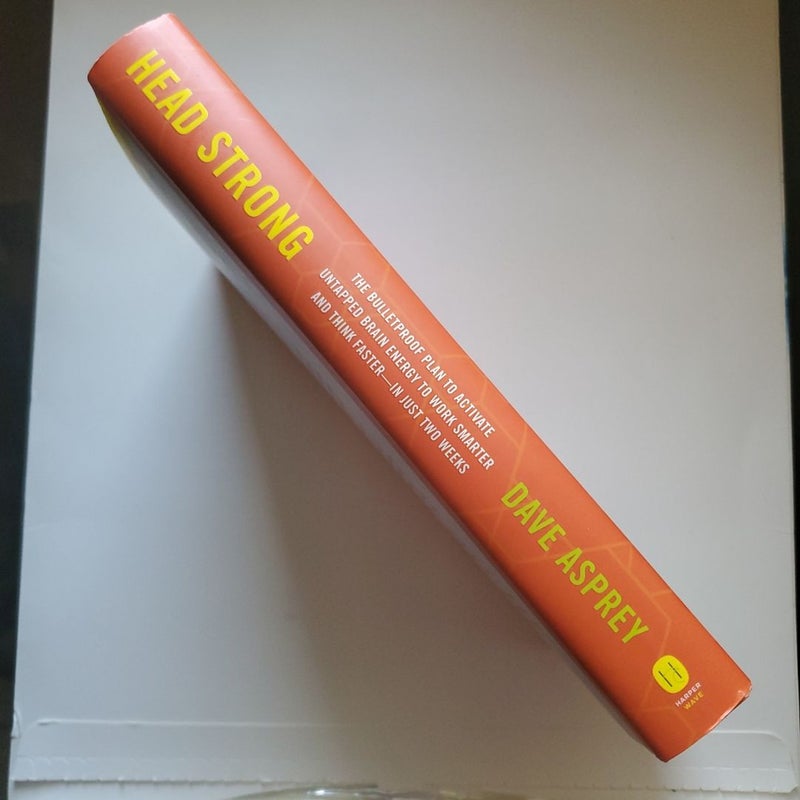 HEAD STRONG
THE BULLETPROOF PLAN TO ACTIVATE
UNTAPPED BRAIN ENERGY TO WORK SMARTER
AND THINK FASTER—IN JUST TWO WEEKS
DAVE ASPREY
HARPER
WAVE